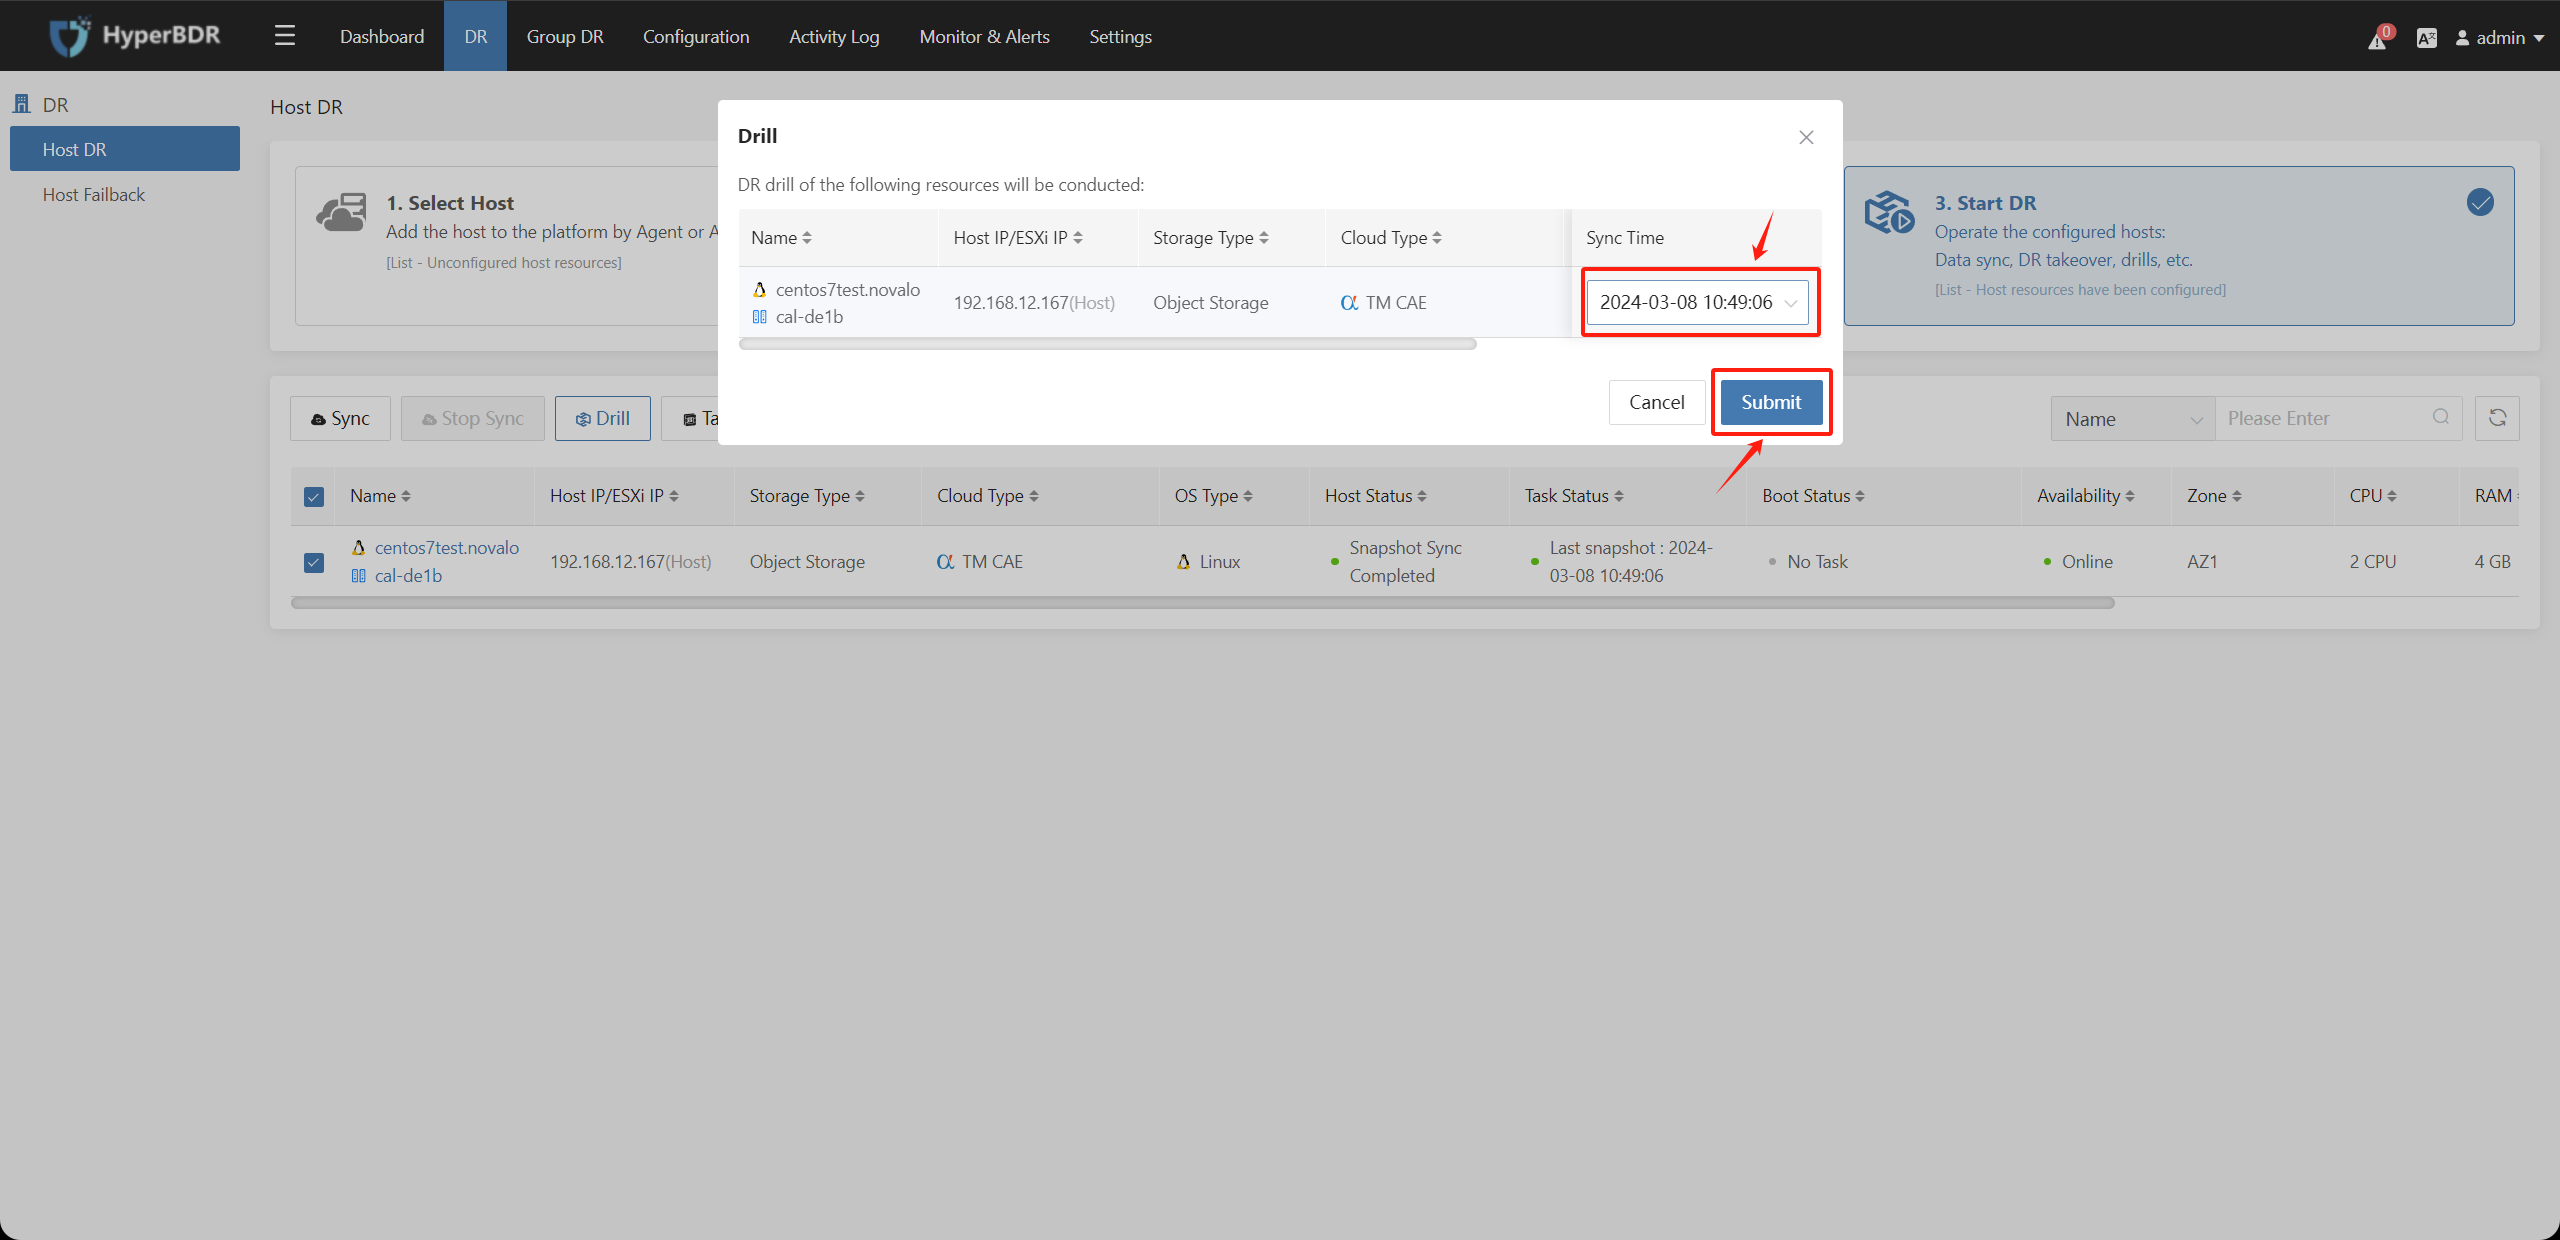 HyperBDR
Dashboard
DR
Group DR
Configuration
Activity Log
Monitor & Alerts
Settings
0
admin
DR
Host DR
Host Failback
Host DR
1. Select Host
Add the host to the platform by Agent or A
[List - Unconfigured host resources]
3. Start DR
Operate the configured hosts:
Data sync, DR takeover, drills, etc.
[List - Host resources have been configured]
Drill
DR drill of the following resources will be conducted:
Name Host IP/ESXi IP Storage Type Cloud Type Sync Time
centos7test.novalo
cal-de1b
192.168.12.167(Host)
Object Storage
TM CAE
2024-03-08 10:49:06
Cancel
Submit
Sync
Stop Sync
Drill
Ta
Name
Please Enter
Name Host IP/ESXi IP Storage Type Cloud Type OS Type Host Status Task Status Boot Status Availability Zone CPU RAM
centos7test.novalo
cal-de1b
192.168.12.167(Host)
Object Storage
TM CAE
Linux
Snapshot Sync
Completed
Last snapshot : 2024-
03-08 10:49:06
No Task
Online
AZ1
2 CPU
4 GB